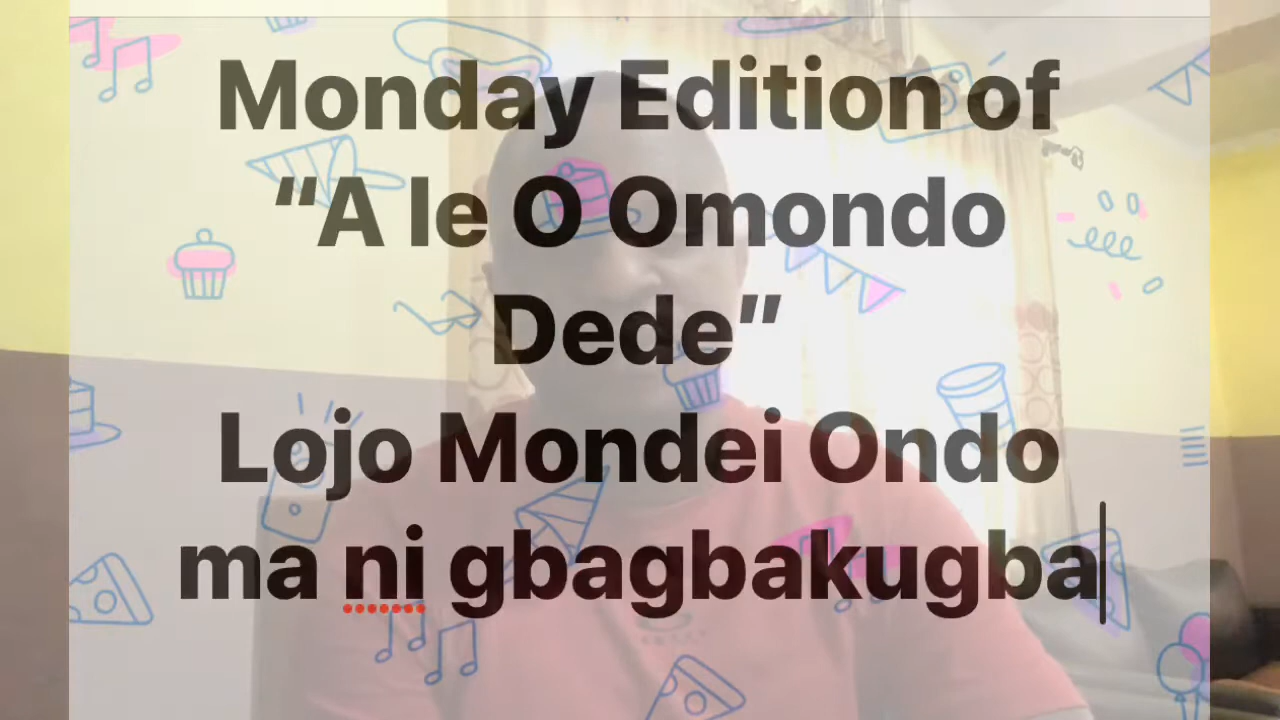 Monday Edition of
“A le O Omondo
Dede”
Lojo Mondei Ondo
ma ni gbagbakugba